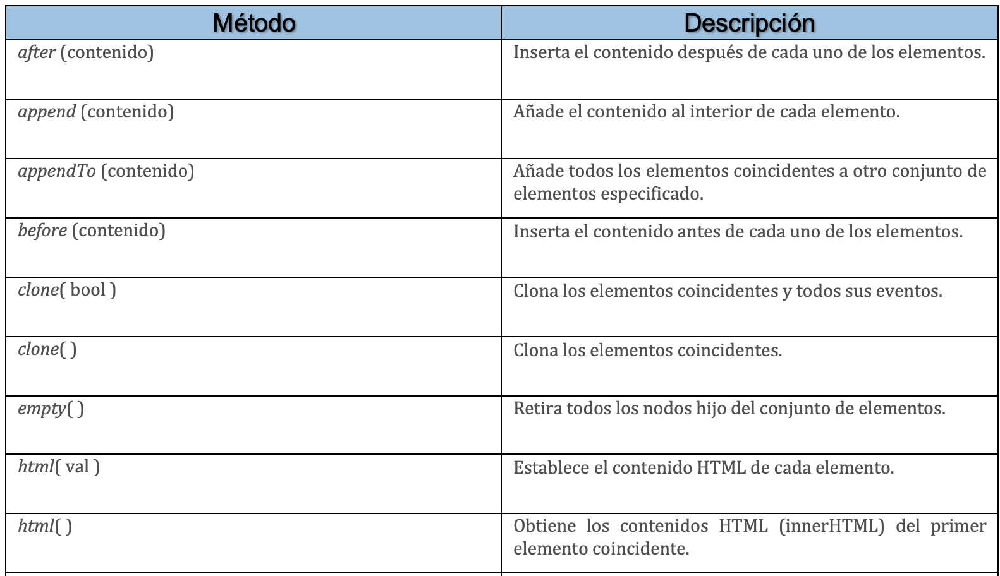 Método Descripción
after (contenido) Inserta el contenido después de cada uno de los elementos.
append (contenido) Añade el contenido al interior de cada elemento.
appendTo (contenido) Añade todos los elementos coincidentes a otro conjunto de
elementos especificado.
before (contenido) Inserta el contenido antes de cada uno de los elementos.
clone( bool ) Clona los elementos coincidentes y todos sus eventos.
clone( ) Clona los elementos coincidentes.
empty( ) Retira todos los nodos hijo del conjunto de elementos.
html( val ) Establece el contenido HTML de cada elemento.
html( ) Obtiene los contenidos HTML (innerHTML) del primer
elemento coincidente.